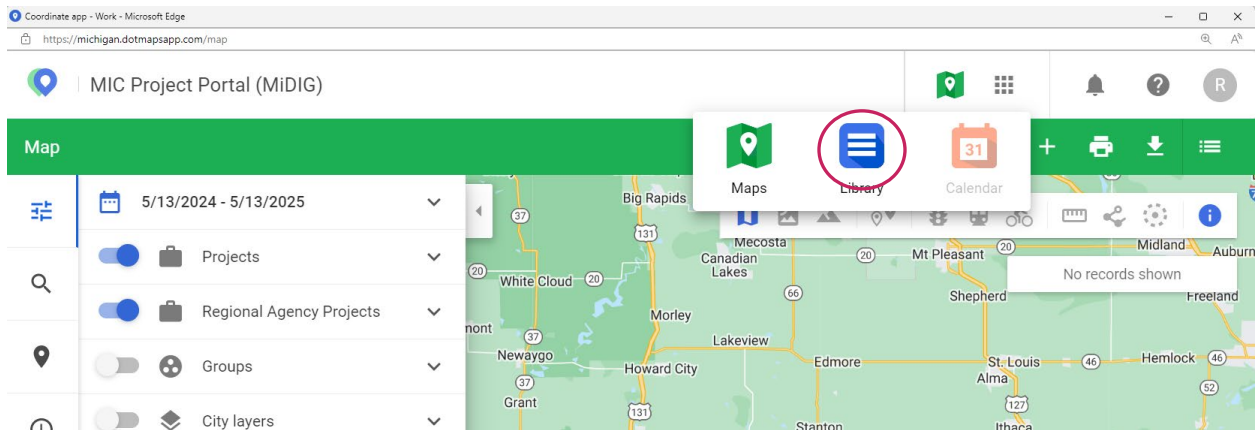 Coordinate app - Work - Microsoft Edge
https://michigan.dotmapsapp.com/map
MIC Project Portal (MiDIG)
R
Map
Maps
Library
31
Calendar
5/13/2024 - 5/13/2025
Projects
Regional Agency Projects
Groups
City layers
No records shown
Big Rapids
37
131
Mecosta
Canadian
Lakes
20
Mt Pleasant
20
Midland
Auburn
20
White Cloud
20
66
Shepherd
Freeland
Morley
mont
37
Newaygo
Lakeview
Howard City
Edmore
St. Louis
46
Hemlock
46
Alma
37
52
Grant
131
127
Stanton
Ithaca